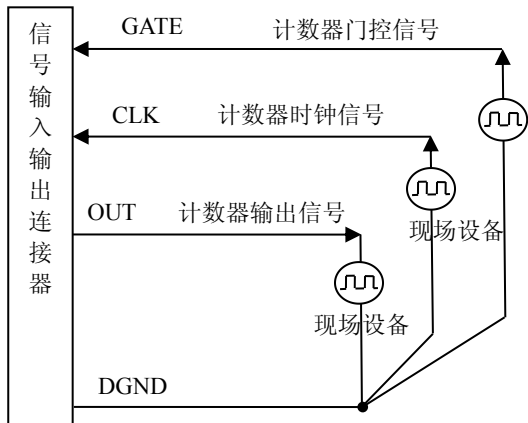 信号输入输出连接器
GATE 计数器门控信号
CLK 计数器时钟信号
OUT 计数器输出信号
现场设备
现场设备
DGND